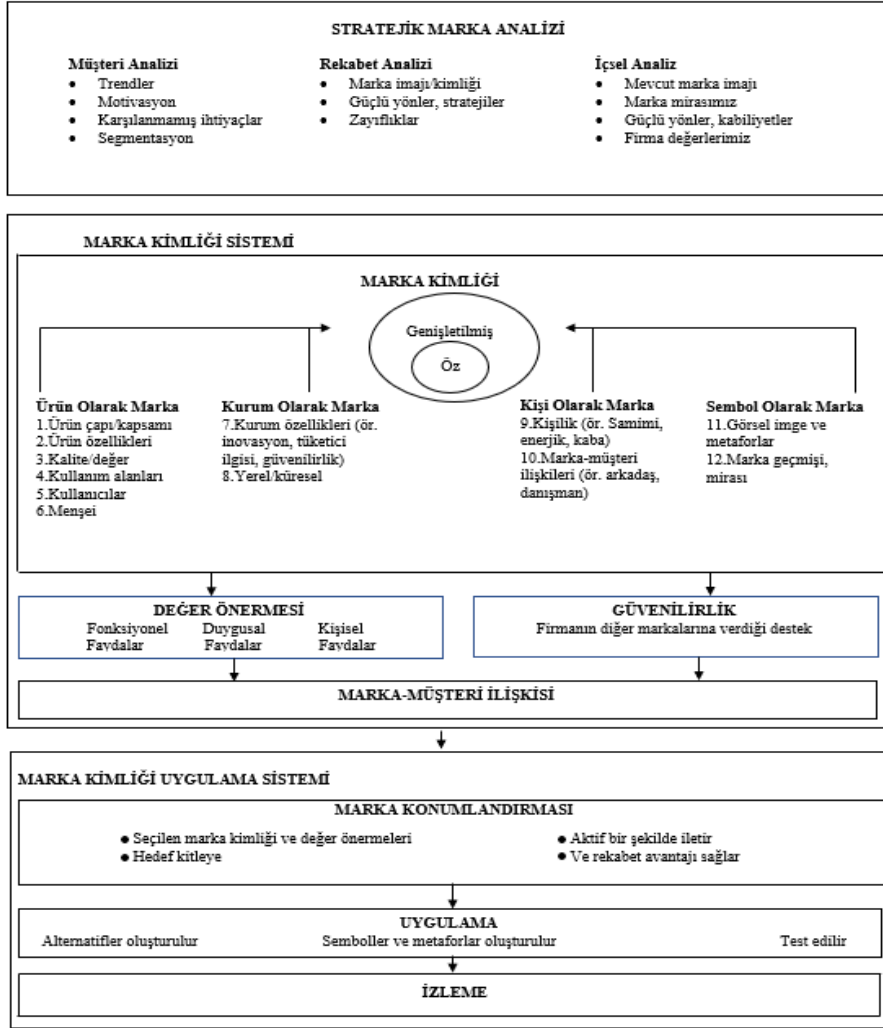 STRATEJİK MARKA ANALİZİ
Müşteri Analizi
• Trendler
• Motivasyon
• Karşılanmamış ihtiyaçlar
• Segmentasyon
Rekabet Analizi
• Marka imajı/kimliği
• Güçlü yönler, stratejiler
• Zayıflıklar
İçsel Analiz
• Mevcut marka imajı
• Marka mirasımız
• Güçlü yönler, kabiliyetler
• Firma değerlerimiz
MARKA KİMLİĞİ SİSTEMİ
MARKA KİMLİĞİ
Genişletilmiş
Öz
Ürün Olarak Marka
1.Ürün çapı/kapsamı
2.Ürün özellikleri
3.Kalite/değer
4.Kullanım alanları
5.Kullanıcılar
6.Menşei
Kurum Olarak Marka
7.Kurum özellikleri (ör.
inovasyon, tüketici
ilgisi, güvenilirlik)
8.Yerel/küresel
Kişi Olarak Marka
9.Kişilik (ör. Samimi,
enerjik, kaba)
10.Marka-müşteri
ilişkileri (ör. arkadaş,
danışman)
Sembol Olarak Marka
11.Görsel imge ve
metaforlar
12.Marka geçmişi,
mirası
DEĞER ÖNERMESİ
Fonksiyonel Duygusal Kişisel
Faydalar Faydalar Faydalar
GÜVENİLİRLİK
Firmanın diğer markalarına verdiği destek
MARKA-MÜŞTERİ İLİŞKİSİ
MARKA KİMLİĞİ UYGULAMA SİSTEMİ
MARKA KONUMLANDIRMASI
● Seçilen marka kimliği ve değer önermeleri
● Hedef kitleye
● Aktif bir şekilde iletir
● Ve rekabet avantajı sağlar
UYGULAMA
Alternatifler oluşturulur Semboller ve metaforlar oluşturulur Test edilir
İZLEME